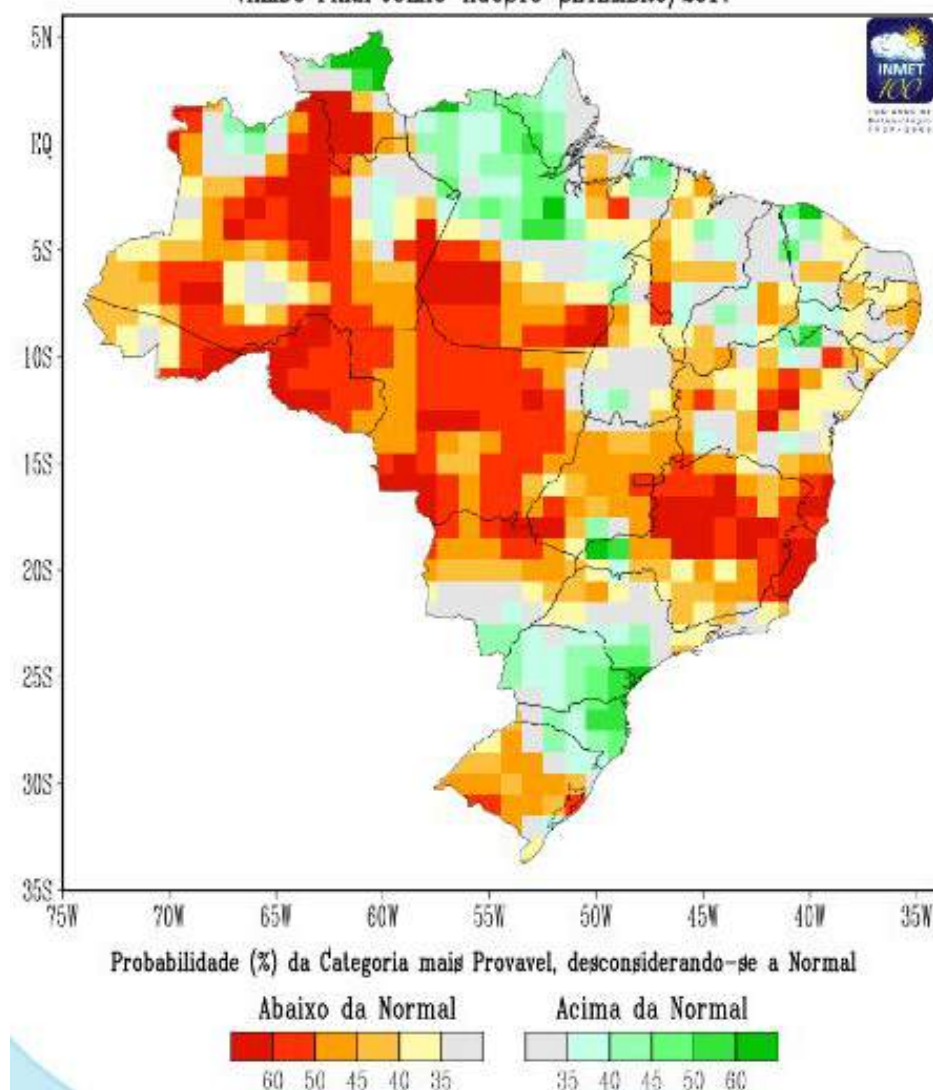 INMET
100
5N
EQ
5S
10S
15S
20S
25S
30S
35S
75W 70W 65W 60W 55W 50W 45W 40W 35W
Probabilidade (%) da Categoria mais Provavel, desconsiderando-se a Normal
Abaixo da Normal Acima da Normal
60 50 45 40 35 35 40 45 50 60